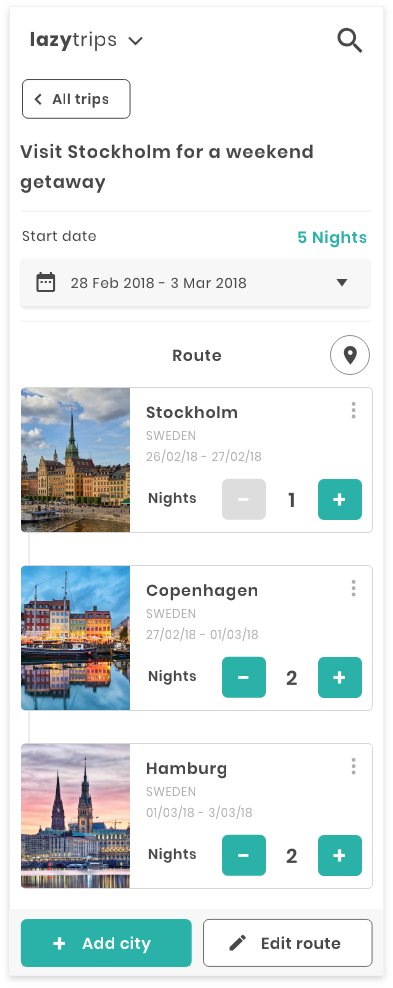 lazytrips
All trips
Visit Stockholm for a weekend
getaway
Start date
5 Nights
28 Feb 2018 - 3 Mar 2018
Route
Stockholm
SWEDEN
26/02/18 - 27/02/18
Nights
−
1
+
Copenhagen
SWEDEN
27/02/18 - 01/03/18
Nights
−
2
+
Hamburg
SWEDEN
01/03/18 - 3/03/18
Nights
−
2
+
+ Add city
Edit route